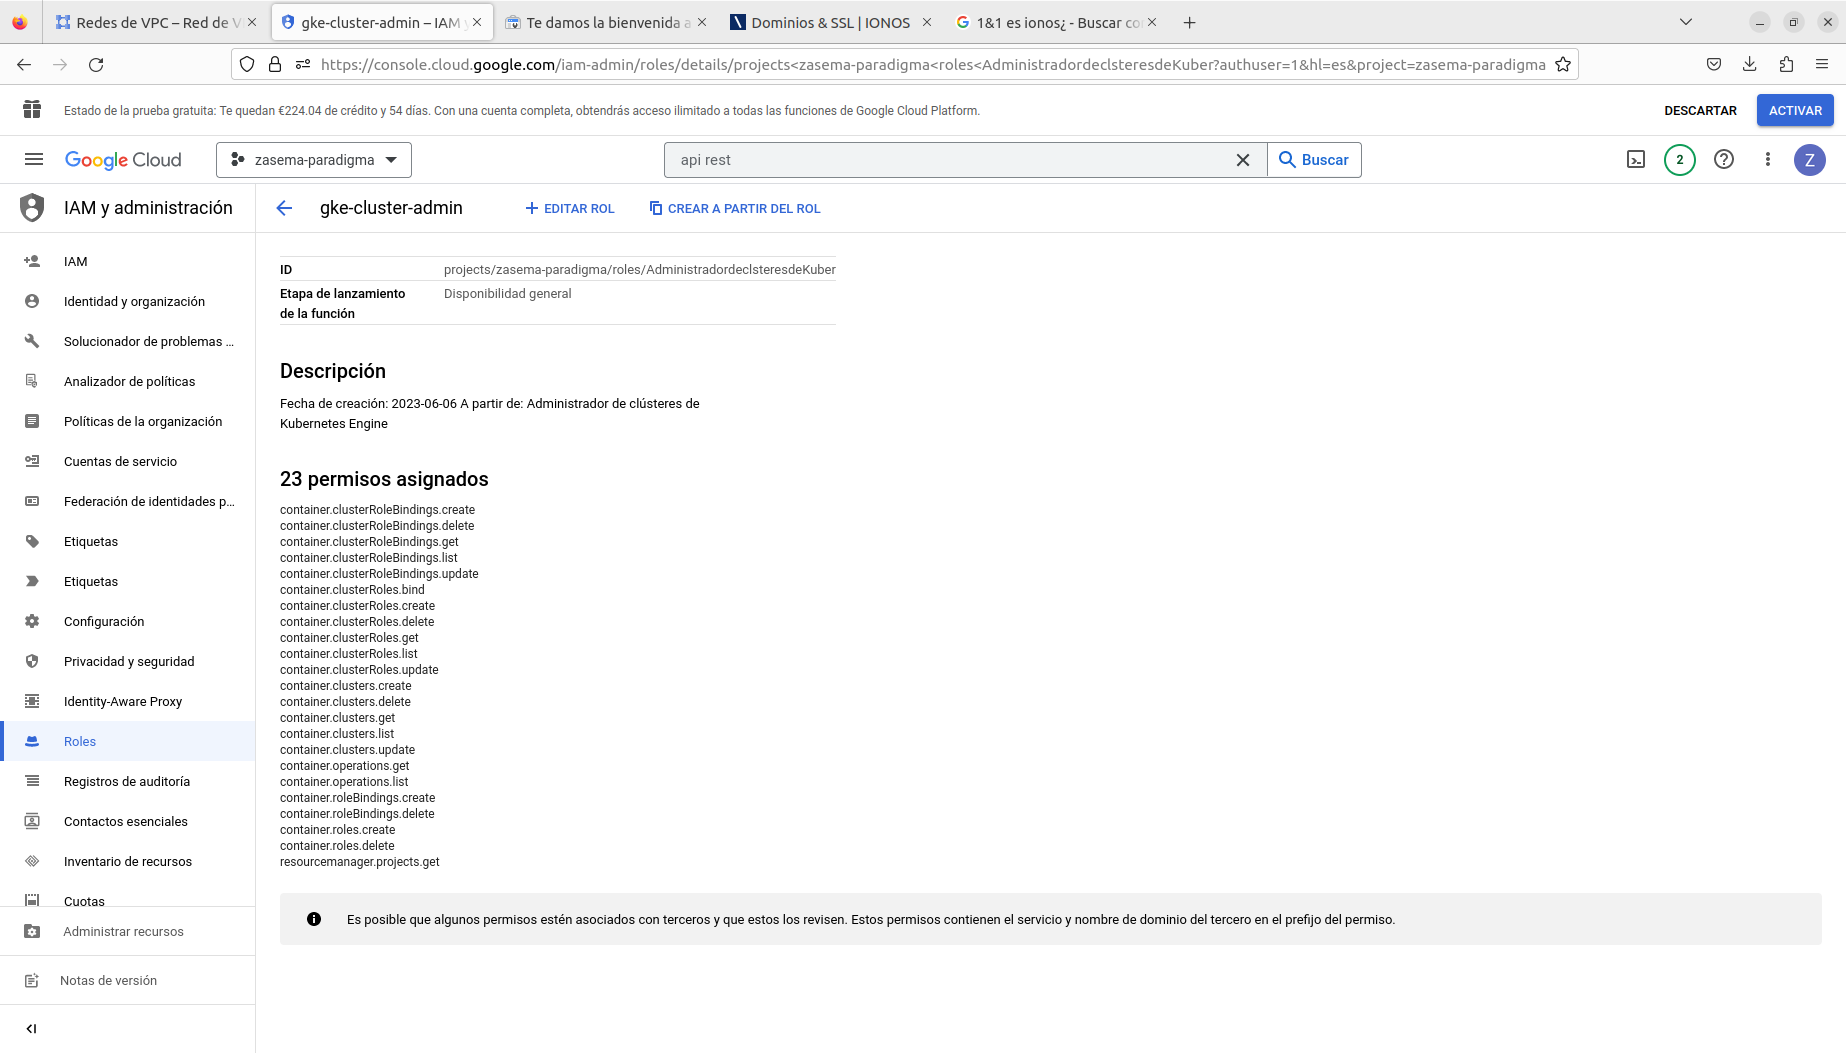 Redes de VPC – Red de V
gke-cluster-admin – IAM y
Te damos la bienvenida a
Dominios & SSL | IONOS
1&1 es ionos¿ - Buscar co
https://console.cloud.google.com/iam-admin/roles/details/projects<zasema-paradigma<roles<AdministradordeclsteresdeKuber?authuser=1&hl=es&project=zasema-paradigma
Estado de la prueba gratuita: Te quedan €224.04 de crédito y 54 días. Con una cuenta completa, obtendrás acceso ilimitado a todas las funciones de Google Cloud Platform.
DESCARTAR
ACTIVAR
Google Cloud
zasema-paradigma
api rest
Buscar
2
Z
IAM y administración
gke-cluster-admin
EDITAR ROL
CREAR A PARTIR DEL ROL
IAM
Identidad y organización
Solucionador de problemas ...
Analizador de políticas
Políticas de la organización
Cuentas de servicio
Federación de identidades p...
Etiquetas
Etiquetas
Configuración
Privacidad y seguridad
Identity-Aware Proxy
Roles
Registros de auditoría
Contactos esenciales
Inventario de recursos
Cuotas
Administrar recursos
Notas de versión
ID projects/zasema-paradigma/roles/AdministradordeclsteresdeKuber
Etapa de lanzamiento Disponibilidad general
de la función
Descripción
Fecha de creación: 2023-06-06 A partir de: Administrador de clústeres de
Kubernetes Engine
23 permisos asignados
container.clusterRoleBindings.create
container.clusterRoleBindings.delete
container.clusterRoleBindings.get
container.clusterRoleBindings.list
container.clusterRoleBindings.update
container.clusterRoles.bind
container.clusterRoles.create
container.clusterRoles.delete
container.clusterRoles.get
container.clusterRoles.list
container.clusterRoles.update
container.clusters.create
container.clusters.delete
container.clusters.get
container.clusters.list
container.clusters.update
container.operations.get
container.operations.list
container.roleBindings.create
container.roleBindings.delete
container.roles.create
container.roles.delete
resourcemanager.projects.get
Es posible que algunos permisos estén asociados con terceros y que estos los revisen. Estos permisos contienen el servicio y nombre de dominio del tercero en el prefijo del permiso.